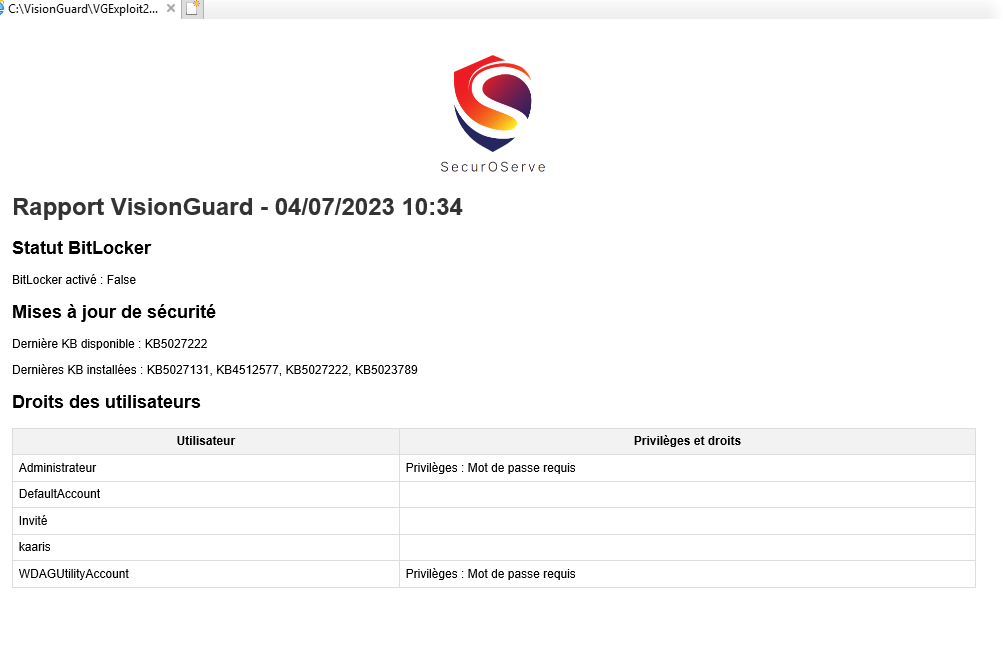 C:\VisionGuard\VGExploit2...
SecurOServe
Rapport VisionGuard - 04/07/2023 10:34
Statut BitLocker
BitLocker activé : False
Mises à jour de sécurité
Dernière KB disponible : KB5027222
Dernières KB installées : KB5027131, KB4512577, KB5027222, KB5023789
Droits des utilisateurs
Utilisateur Privilèges et droits
Administrateur Privilèges : Mot de passe requis
DefaultAccount
Invité
kaaris
WDAGUtilityAccount Privilèges : Mot de passe requis